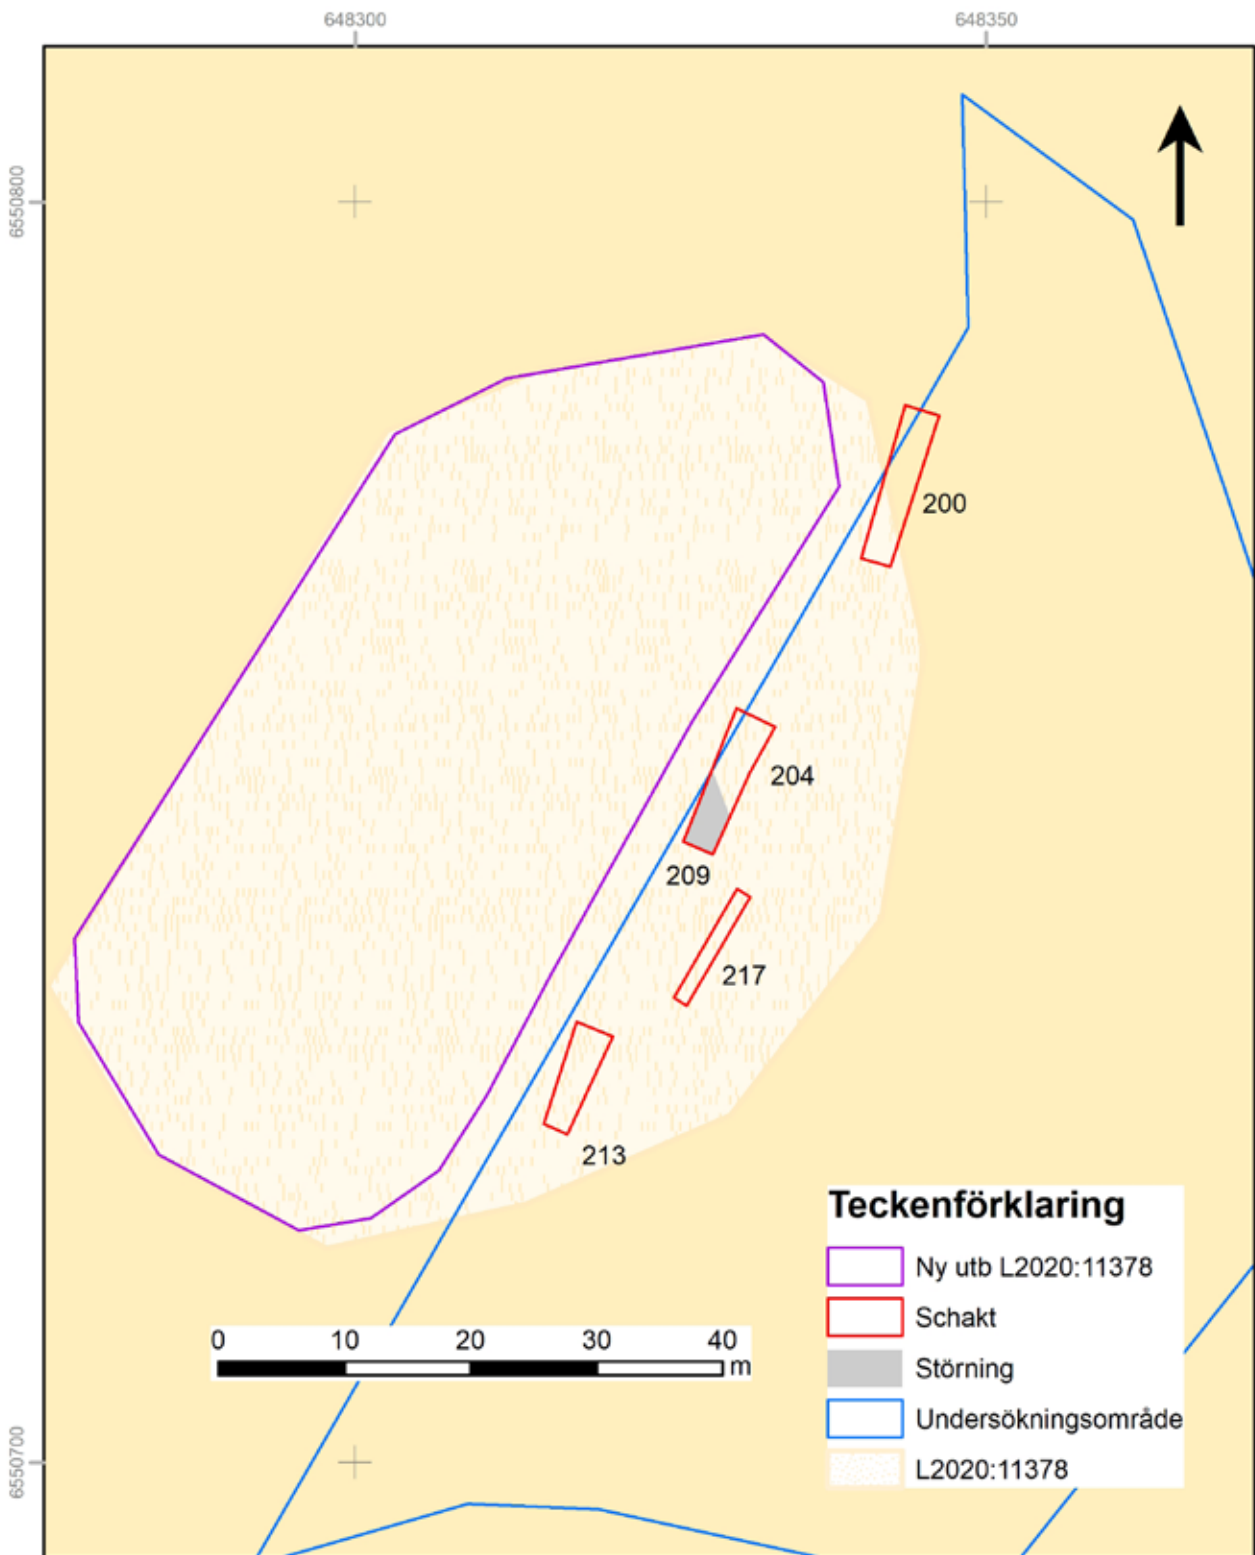 648300 648350
6550800
200
204
209
217
213
Teckenförklaring
Ny utb L2020:11378
Schakt
Störning
Undersökningsområde
L2020:11378
0 10 20 30 40
m
6550700